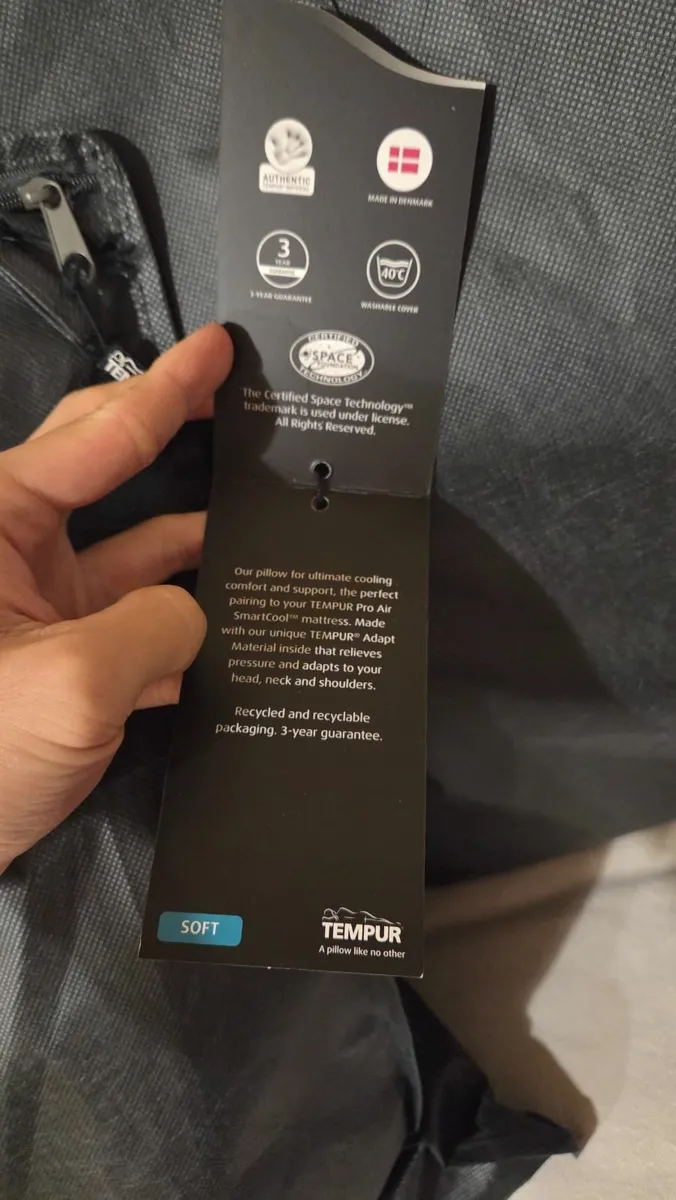 AUTHENTIC
TEMPUR MATERIAL
MADE IN DENMARK
3
YEAR
GUARANTEE
3-YEAR GUARANTEE
40°C
WASHABLE COVER
CERTIFIED
SPACE
FOUNDATION
TECHNOLOGY
The Certified Space Technology™
trademark is used under license.
All Rights Reserved.
Our pillow for ultimate cooling
comfort and support, the perfect
pairing to your TEMPUR Pro Air
SmartCool™ mattress. Made
with our unique TEMPUR® Adapt
Material inside that relieves
pressure and adapts to your
head, neck and shoulders.
Recycled and recyclable
packaging. 3-year guarantee.
SOFT
TEMPUR
A pillow like no other